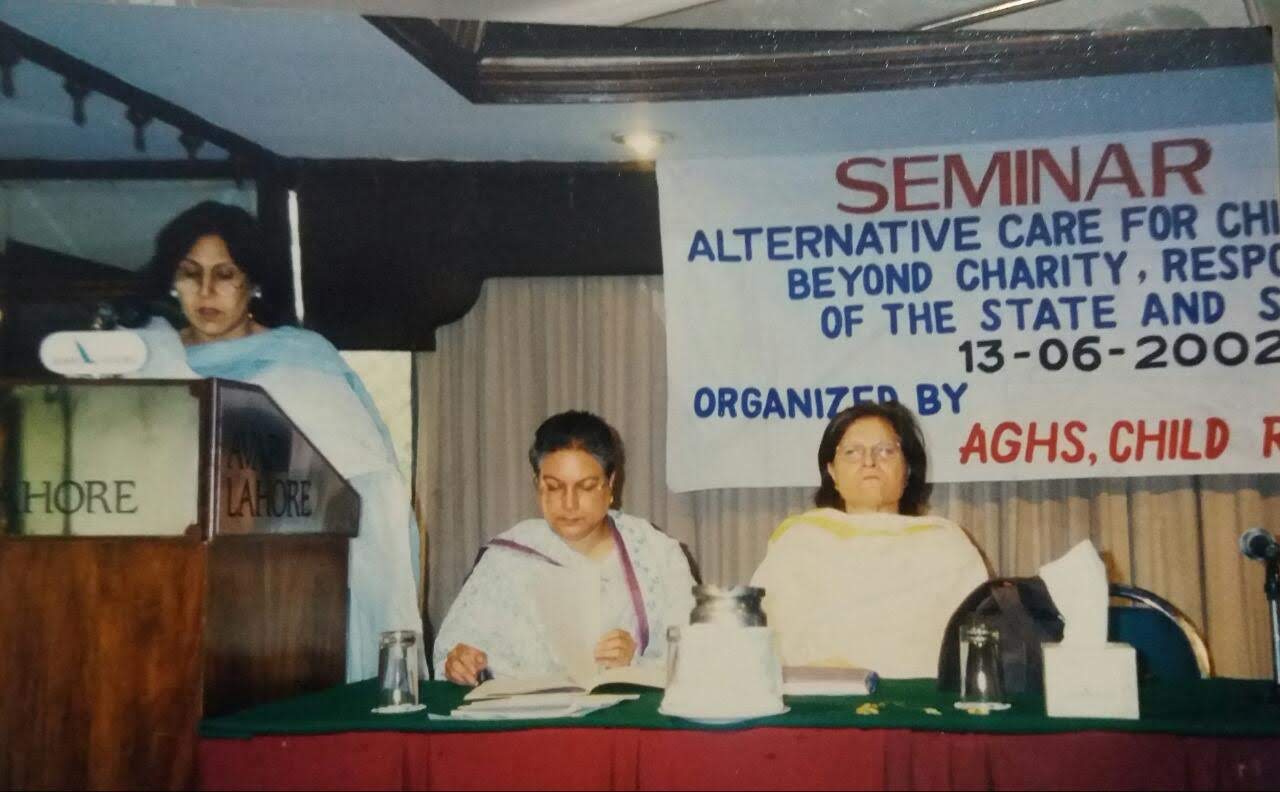 SEMINAR
ALTERNATIVE CARE FOR CHI
BEYOND CHARITY, RESPO
OF THE STATE AND S
13-06-2002
ORGANIZED BY
AGHS, CHILD R
AHORE
AVARI
LAHORE